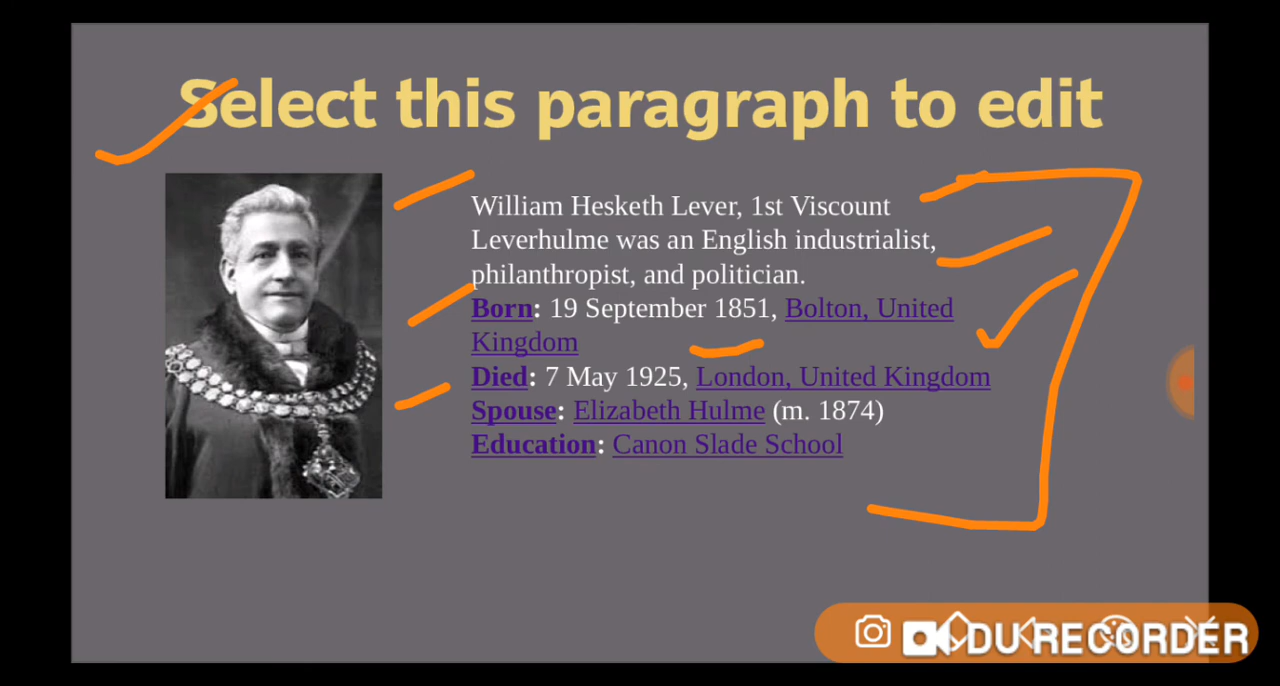 Select this paragraph to edit
William Hesketh Lever, 1st Viscount
Leverhulme was an English industrialist,
philanthropist, and politician.
Born: 19 September 1851, Bolton, United
Kingdom
Died: 7 May 1925, London, United Kingdom
Spouse: Elizabeth Hulme (m. 1874)
Education: Canon Slade School
DU RECORDER